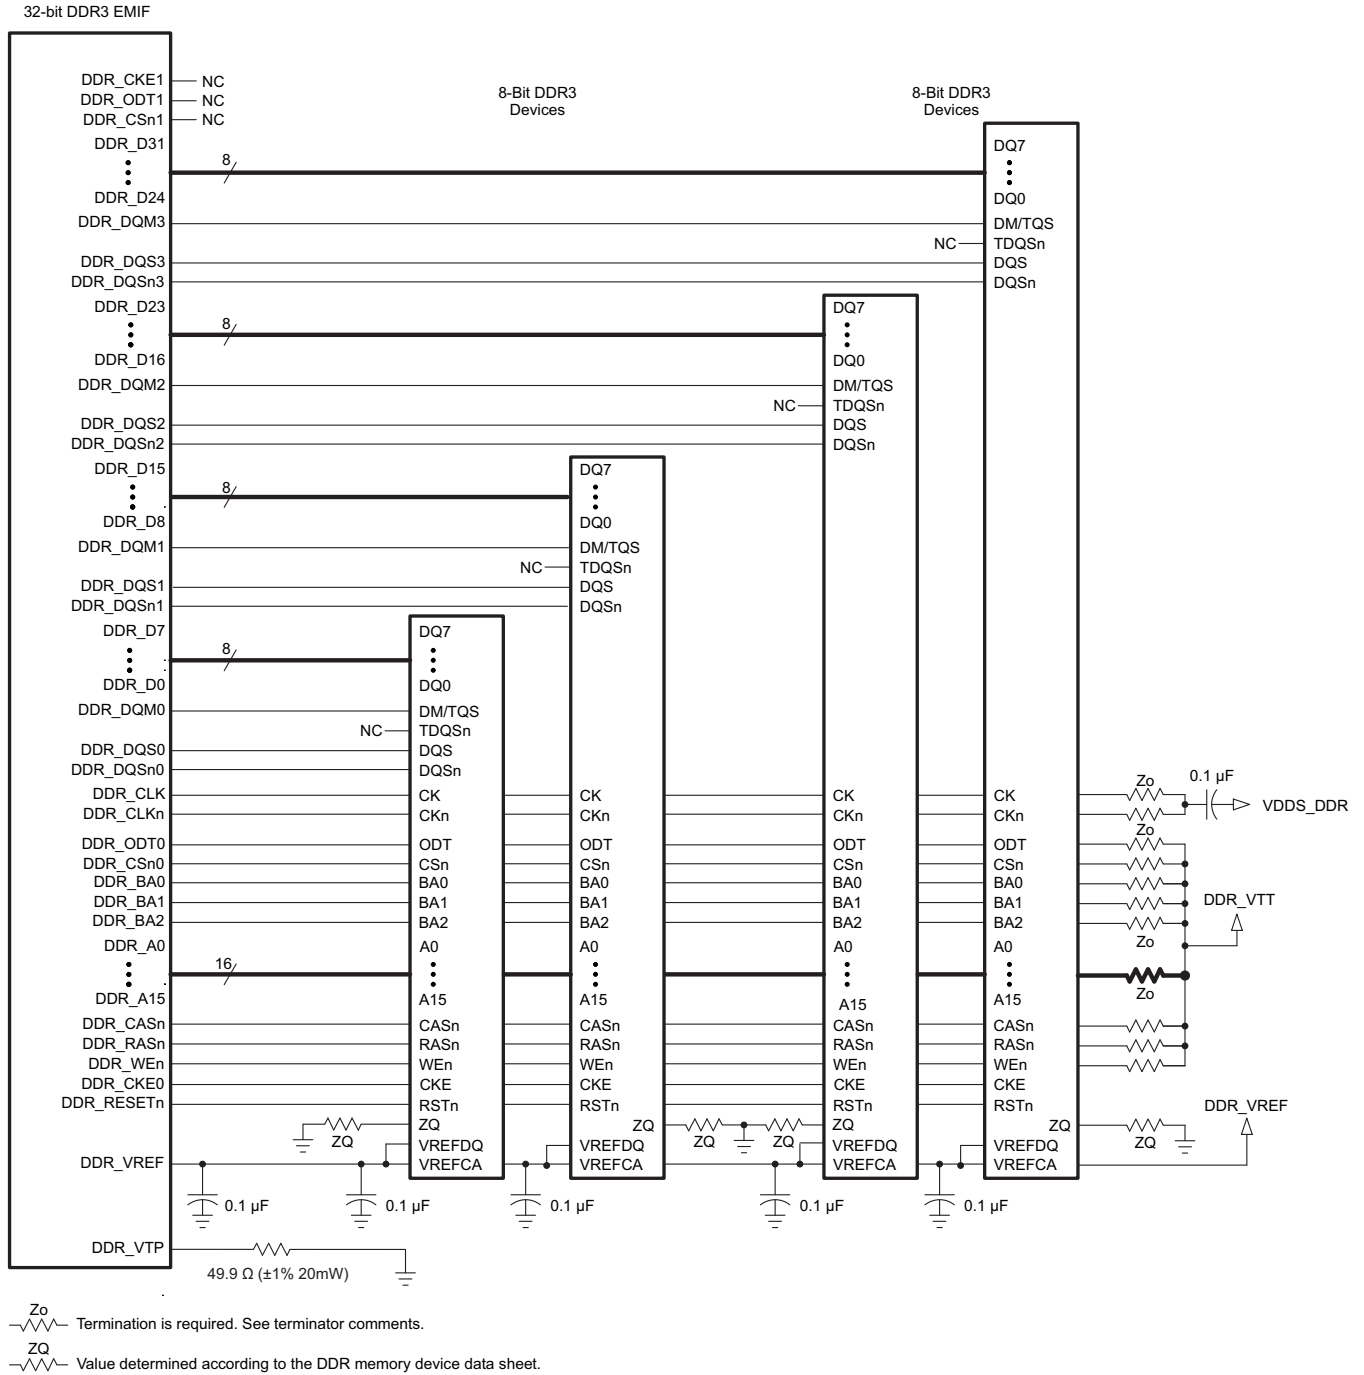 32-bit DDR3 EMIF
DDR_CKE1
NC
DDR_ODT1
NC
DDR_CSn1
NC
8-Bit DDR3
Devices
8-Bit DDR3
Devices
DDR_D31
8
DDR_D24
DDR_DQM3
DDR_DQS3
DDR_DQSn3
DQ7
DQ0
DM/TQS
NC
TDQSn
DQS
DQSn
DDR_D23
8
DDR_D16
DDR_DQM2
DDR_DQS2
DDR_DQSn2
DQ7
DQ0
DM/TQS
NC
TDQSn
DQS
DQSn
DDR_D15
8
DDR_D8
DDR_DQM1
DDR_DQS1
DDR_DQSn1
DQ7
DQ0
DM/TQS
NC
TDQSn
DQS
DQSn
DDR_D7
8
DDR_D0
DDR_DQM0
DDR_DQS0
DDR_DQSn0
DQ7
DQ0
DM/TQS
NC
TDQSn
DQS
DQSn
DDR_CLK
DDR_CLKn
DDR_ODT0
DDR_CSn0
DDR_BA0
DDR_BA1
DDR_BA2
DDR_A0
16
DDR_A15
DDR_CASn
DDR_RASn
DDR_WEn
DDR_CKE0
DDR_RESETn
DDR_VREF
DDR_VTP
CK
CKn
ODT
CSn
BA0
BA1
BA2
A0
A15
CASn
RASn
WEn
CKE
RSTn
ZQ
ZQ
VREFDQ
VREFCA
CK
CKn
ODT
CSn
BA0
BA1
BA2
A0
A15
CASn
RASn
WEn
CKE
RSTn
ZQ
ZQ
VREFDQ
VREFCA
CK
CKn
ODT
CSn
BA0
BA1
BA2
A0
A15
CASn
RASn
WEn
CKE
RSTn
ZQ
ZQ
VREFDQ
VREFCA
CK
CKn
ODT
CSn
BA0
BA1
BA2
A0
A15
CASn
RASn
WEn
CKE
RSTn
ZQ
ZQ
VREFDQ
VREFCA
Zo
0.1 µF
VDDS_DDR
Zo
DDR_VTT
Zo
Zo
DDR_VREF
0.1 µF
0.1 µF
0.1 µF
0.1 µF
0.1 µF
49.9 Ω (±1% 20mW)
Zo
Termination is required. See terminator comments.
ZQ
Value determined according to the DDR memory device data sheet.